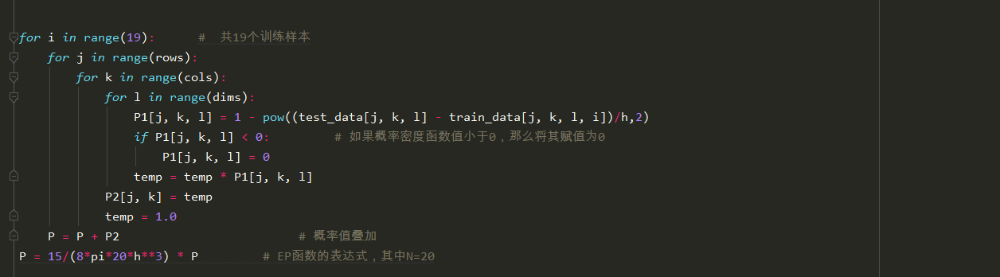 for i in range(19):      #  共19个训练样本
    for j in range(rows):
        for k in range(cols):
            for l in range(dims):
                P1[j, k, l] = 1 - pow((test_data[j, k, l] - train_data[j, k, l, i])/h,2)
                if P1[j, k, l] < 0:         # 如果概率密度函数值小于0，那么将其赋值为0
                    P1[j, k, l] = 0
                temp = temp * P1[j, k, l]
            P2[j, k] = temp
            temp = 1.0
    P = P + P2                         # 概率值叠加
P = 15/(8*pi*20*h**3) * P         # EP函数的表达式，其中N=20